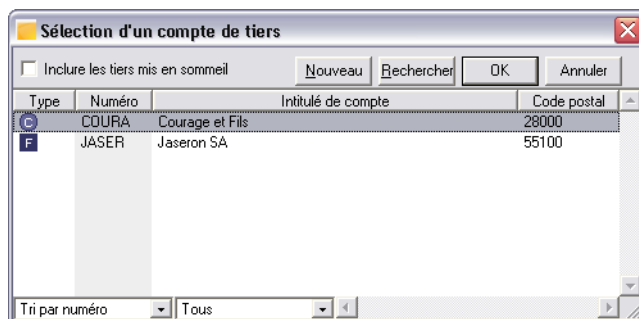 Sélection d'un compte de tiers
Inclure les tiers mis en sommeil Nouveau Rechercher OK Annuler
Type Numéro Intitulé de compte Code postal
C COURA Courage et Fils 28000
F JASER Jaseron SA 55100
Tri par numéro Tous